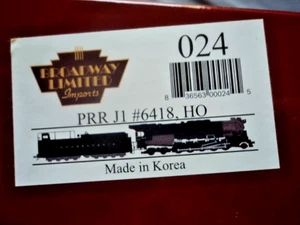 BROADWAY
LIMITED
Imports
024
8 36563 00024 5
PRR J1 #6418, HO
Made in Korea